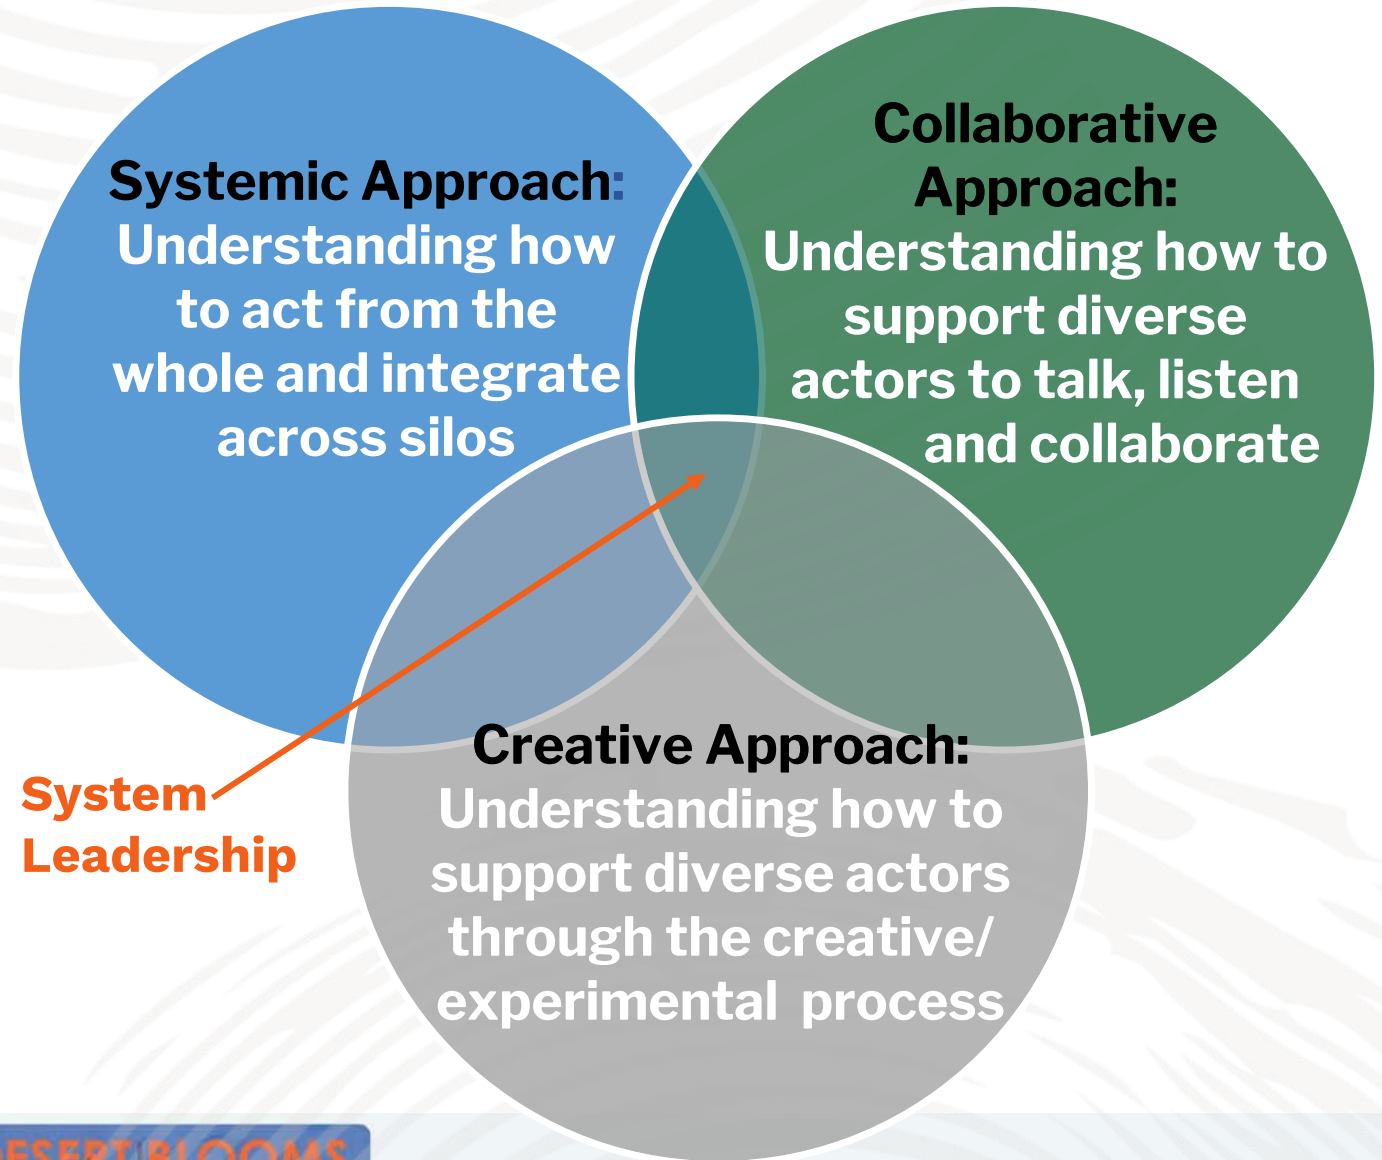 Systemic Approach:
Understanding how
to act from the
whole and integrate
across silos
Collaborative
Approach:
Understanding how to
support diverse
actors to talk, listen
and collaborate
System
Leadership
Creative Approach:
Understanding how to
support diverse actors
through the creative/
experimental process
DESERT BLOOMS